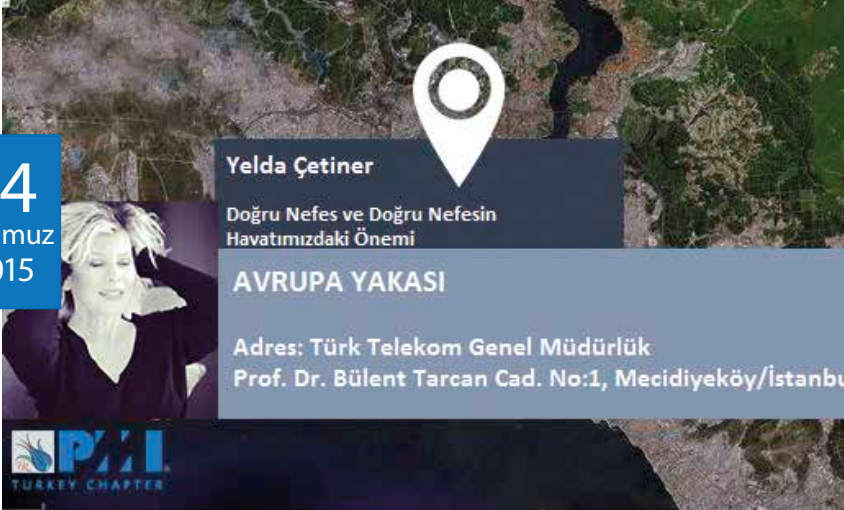 4
muz
015
Yelda Çetiner
Doğru Nefes ve Doğru Nefesin
Havatımızdaki Önemi
AVRUPA YAKASI
Adres: Türk Telekom Genel Müdürlük
Prof. Dr. Bülent Tarcan Cad. No:1, Mecidiyeköy/İstanbu
PMI
TURKEY CHAPTER